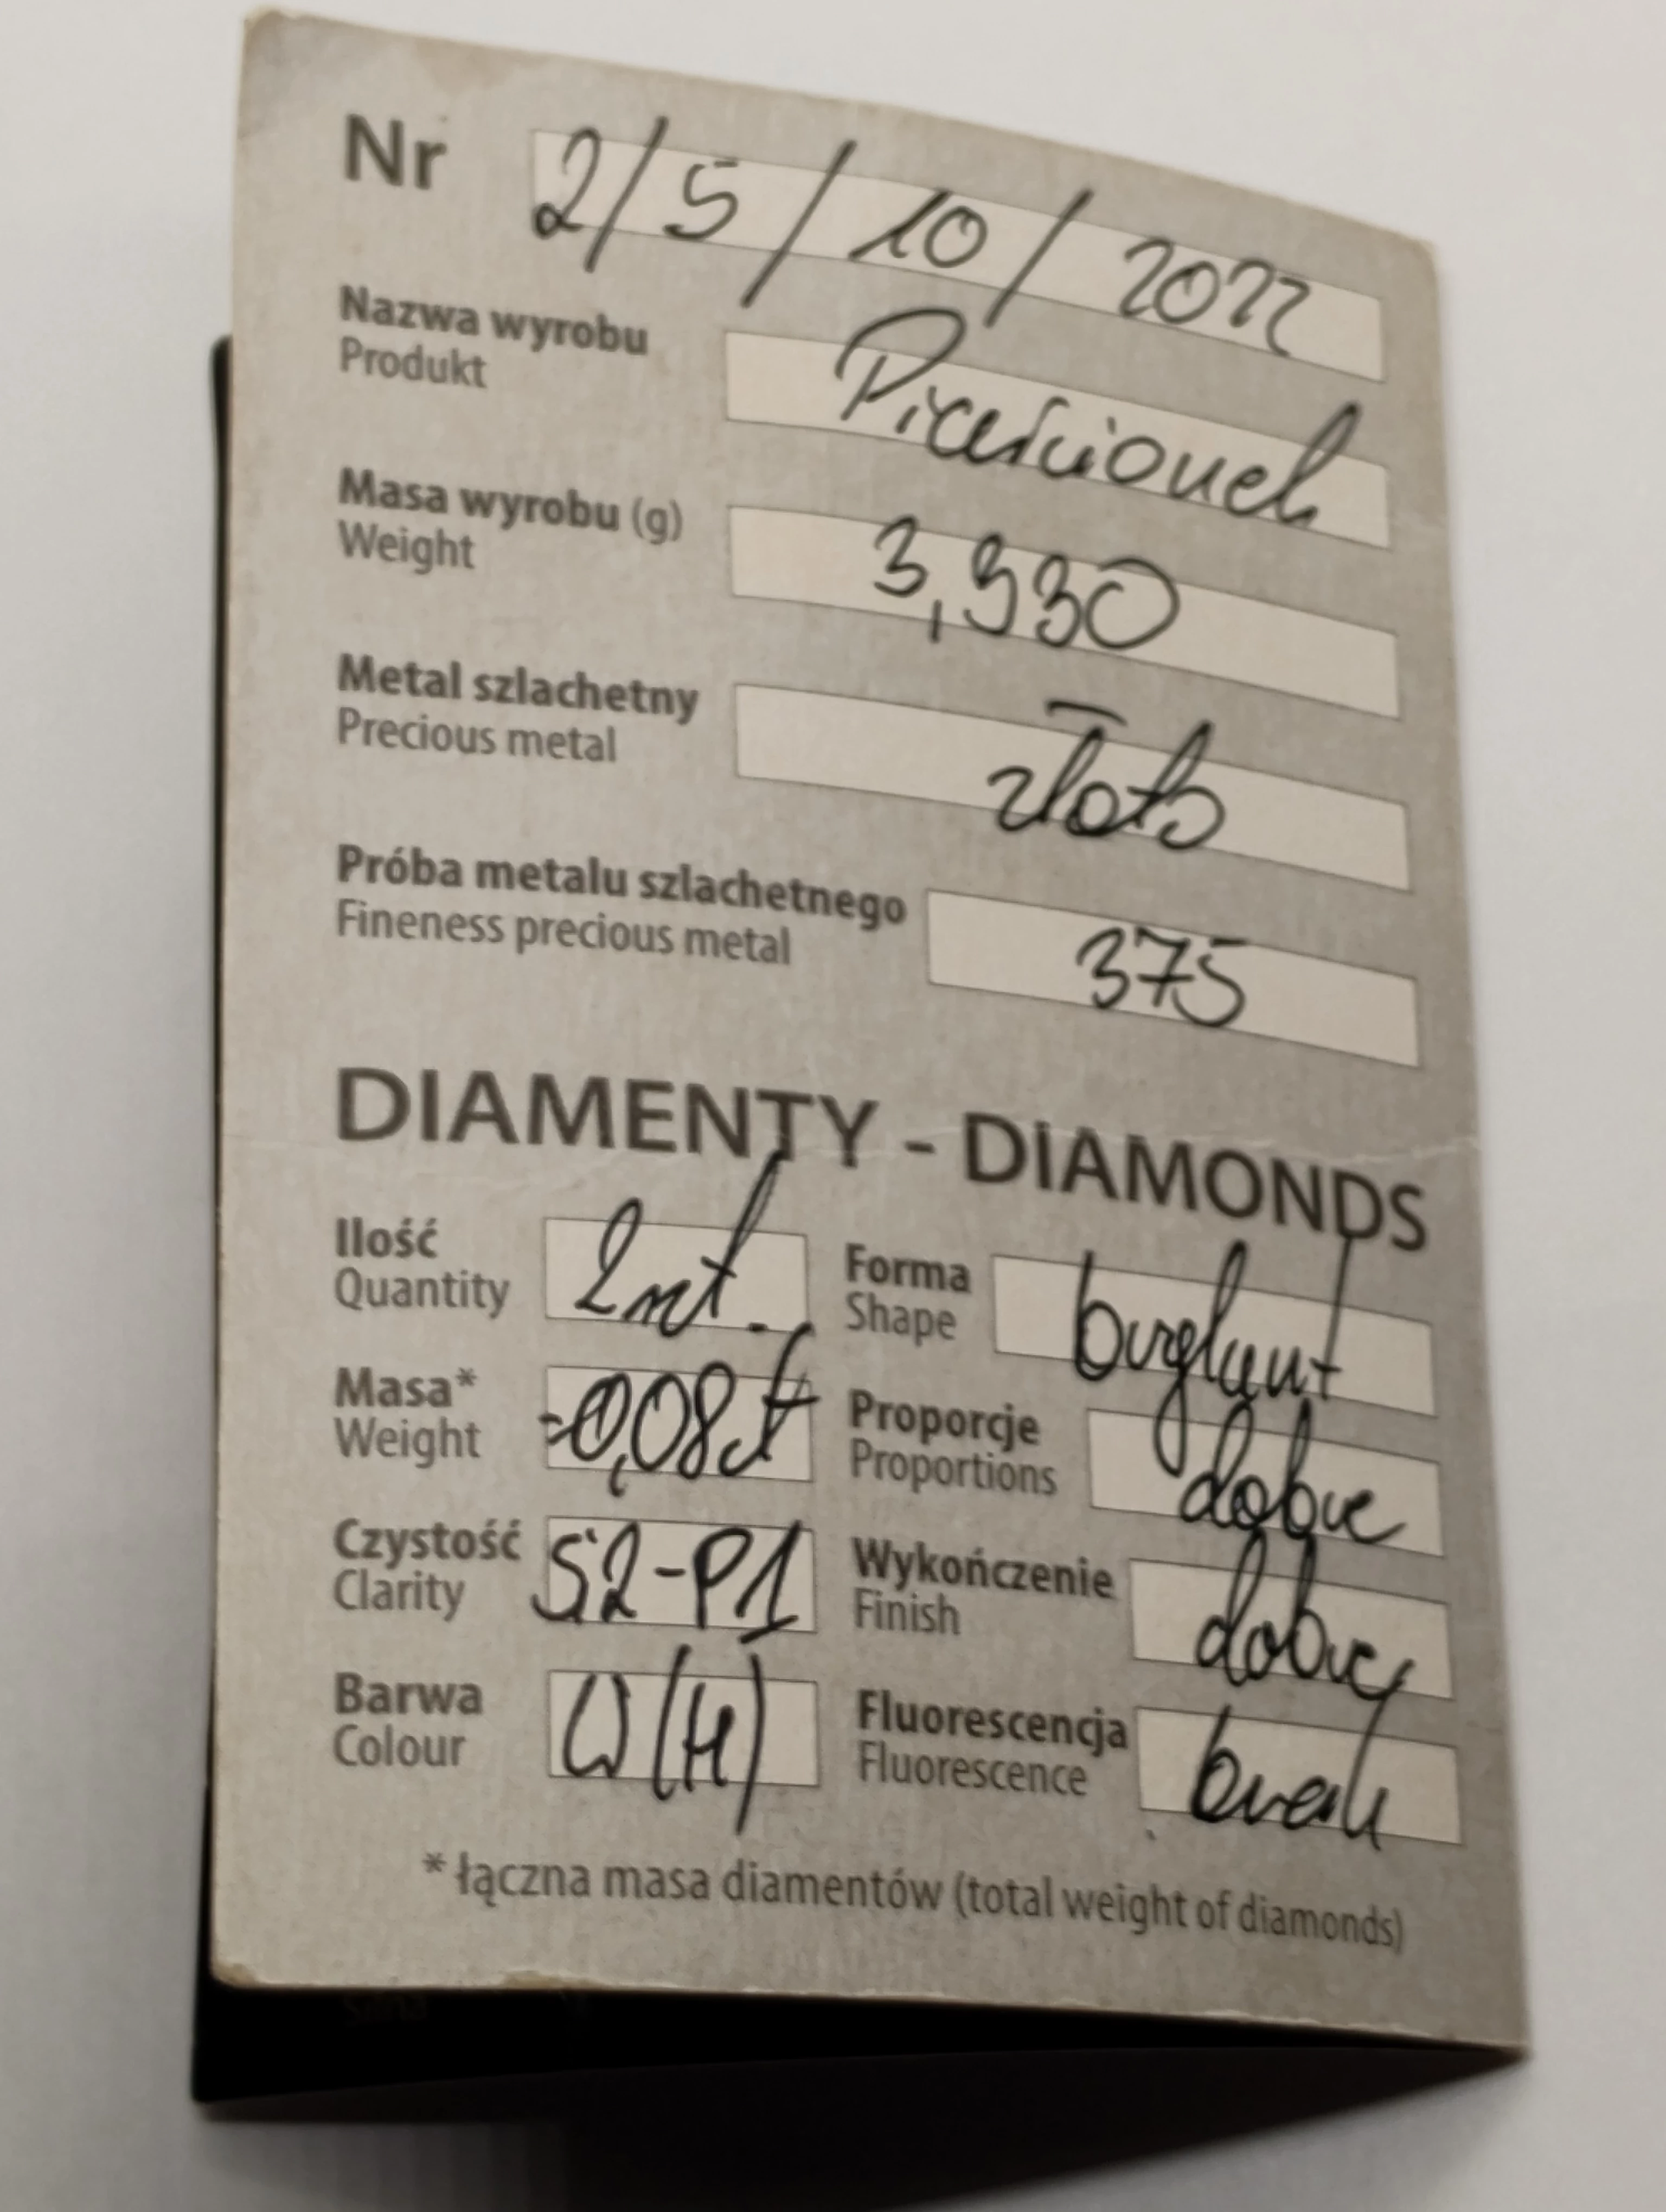 Nr 2/5/10/2022
Nazwa wyrobu Pierścionek
Produkt
Masa wyrobu (g) 3,930
Weight
Metal szlachetny złoto
Precious metal
Próba metalu szlachetnego 375
Fineness precious metal
DIAMENTY - DIAMONDS
Ilość 2szt. Forma brylant
Quantity Shape
Masa* =0,08ct Proporcje dobre
Weight Proportions
Czystość Si2-P1 Wykończenie dobry
Clarity Finish
Barwa W(H) Fluorescencja brak
Colour Fluorescence
* łączna masa diamentów (total weight of diamonds)